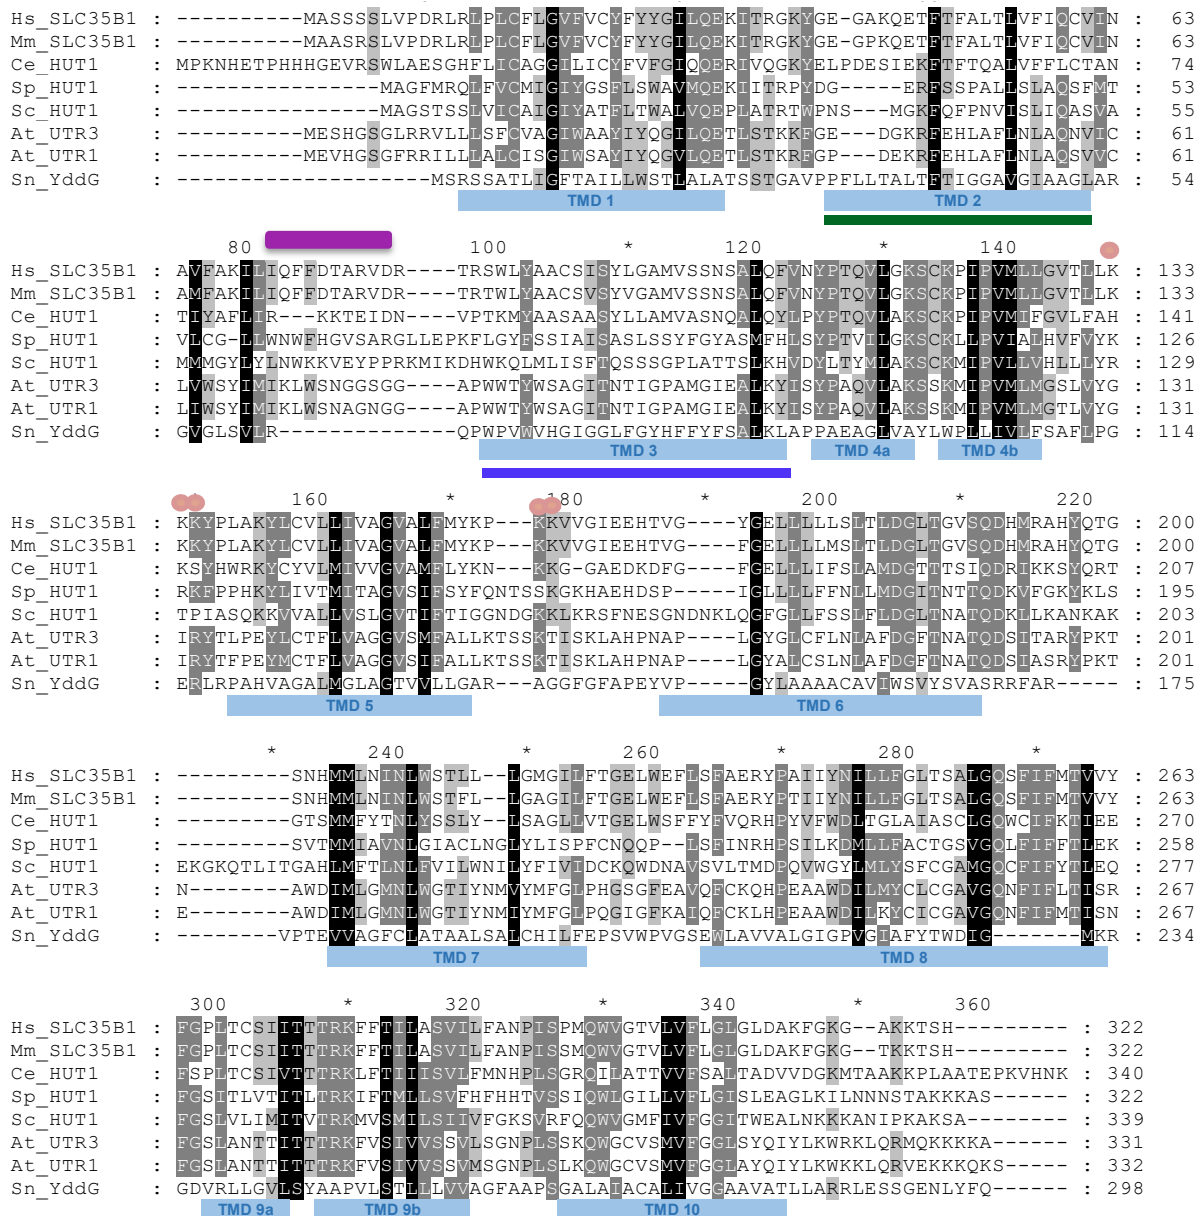 Hs_SLC35B1 : ----------MASSSSLVPDRLRLPLCFLGVFVCYFYYGILQEKITRGKYGE-GAKQETFTFALTLVFIQCVIN : 63
Mm_SLC35B1 : ----------MAASRSLVPDRLRLPLCFLGVFVCYFYYGILQEKITRGKYGE-GPKQETFTFALTLVFIQCVIN : 63
Ce_HUT1 : MPKNHETPHHHGEVRSWLAESGHFLICAGGILICYFVFGIQQERIVQGKYELPDESIEKFTFTQALVFFLCTAN : 74
Sp_HUT1 : ----------------MAGFMRQLFVCMIGIYGSFLSWAVMQEKIITRPYDG----ERFSSPALLSLAQSFMT : 53
Sc_HUT1 : ---------------MAGSTSSLVICAIGIYATFLTWALVQEPLATRTWPNS---MGKFQFPNVISLIQASVA : 55
At_UTR3 : ----------MESHGSGLRRVLLLSFCVAGIWAAYIYQGILQETLSTKKFGE---DGKRFEHLAFLNLAQNVIC : 61
At_UTR1 : ----------MEVHGSGFRRILLLALCISGIWSAYIYQGVLQETLSTKRFGP---DEKRFEHLAFLNLAQSVVC : 61
Sn_YddG : --------------------MSRSSATLIGFTAILLWSTLALATSSTGAVPPFLLTALTFTIGGAVGIAAGLAR : 54
TMD 1 TMD 2
80 100 * 120 * 140
Hs_SLC35B1 : AVFAKILIQFFDTARVDR----TRSWLYAACSISYLGAMVSSNSALQFVNYPTQVLGKSCKPIPVMLLGVTLLK : 133
Mm_SLC35B1 : AMFAKILIQFFDTARVDR----TRTWLYAACSVSYVGAMVSSNSALQFVNYPTQVLGKSCKPIPVMLLGVTLLK : 133
Ce_HUT1 : TIYAFLIR---KKTEIDN----VPTKMYAASAASYLLAMVASNQALQYLPYPTQVLAKSCKPIPVMIFGVLFAH : 141
Sp_HUT1 : VLCG-LLWNWFHGVSARGLLEPKFLGYFSSIAISASLSSYFGYASMFHLSYPTVILGKSCKLLPVIALHVFVYK : 126
Sc_HUT1 : MMMGYLYLNWKKVEYPPRKMIKDHWKQLMLISFTQSSSGPLATTSLKHVDYLTYMLAKSCKMIPVLLVHLLLYR : 129
At_UTR3 : LVWSYIMIKLWSNGGSGG----APWWTYWSAGITNTIGPAMGIEALKYISYPAQVLAKSSKMIPVMLMGSLVYG : 131
At_UTR1 : LIWSYIMIKLWSNAGNGG----APWWTYWSAGITNTIGPAMGIEALKYISYPAQVLAKSSKMIPVMLMGTLVYG : 131
Sn_YddG : GVGLSVLR-----------QPWPVWVHGIGGLFGYHFFYFSALKLAPPAEAGLVAYLWPLLIVLFSAFLPG : 114
TMD 3 TMD 4a TMD 4b
* 160 * 180 * 200 * 220
Hs_SLC35B1 : KKYPLAKYLCVLLIVAGVALFMYKP---KKVVGIEEHTVG----YGELLLLLSLTLDGLTGVSQDHMRAHYQTG : 200
Mm_SLC35B1 : KKYPLAKYLCVLLIVAGVALFMYKP---KKVVGIEEHTVG----FGELLLLMSLTLDGLTGVSQDHMRAHYQTG : 200
Ce_HUT1 : KSYHWRKYCYVLMIVVGVAMFLYKN---KKG-GAEDKDFG----FGELLLIFSLAMDGTTTSIQDRIKKSYQRT : 207
Sp_HUT1 : RKFPPHKYLIVTMITAGVSIFSYFQNTSSKGKHAEHDSP-----IGLLLLFFNLLMDGITNTTQDKVFGKYKLS : 195
Sc_HUT1 : TPIASQKKVVALLVSLGVTIFTIGGNDGKKLKRSFNESGNDNKLQGFGLLFSSLFLDGLTNATQDKLLKANKAK : 203
At_UTR3 : IRYTLPEYLCTFLVAGGVSMFALLKTSSKTISKLAHPNAP----LGYGLCFLNLAFDGFTNATQDSITARYPKT : 201
At_UTR1 : IRYTFPEYMCTFLVAGGVSIFALLKTSSKTISKLAHPNAP----LGYALCSLNLAFDGFTNATQDSIASRYPKT : 201
Sn_YddG : ERLRPAHVAGALMGLAGTVVLLGAR---AGGFGFAPEYVP----GYLAAAACAVIWSVYSVASRRFAR----- : 175
TMD 5 TMD 6
* 240 * 260 * 280 *
Hs_SLC35B1 : --------SNHMMLNINLWSTLL--LGMGILFTGELWEFLSFAERYPAIIYNILLFGLTSALGQSFIFMTVVY : 263
Mm_SLC35B1 : --------SNHMMLNINLWSTFL--LGAGILFTGELWEFLSFAERYPTIIYNILLFGLTSALGQSFIFMTVVY : 263
Ce_HUT1 : --------GTSMMFYTNLYSSLY--LSAGLLVTGELWSFFYFVQRHPYVFWDLTGLAIASCLGQWCIFKTIEE : 270
Sp_HUT1 : --------SVTMMIAVNLGIACLNGLYLISPFCNQQP--LSFINRHPSILKDMLLFACTGSVGQLFIFFTLEK : 258
Sc_HUT1 : EKGKQTLITGAHLMFTLNLFVILWNILYFIVIDCKQWDNAVSVLTMDPQVWGYLMLYSFCGAMGQCFIFYTLEQ : 277
At_UTR3 : N--------AWDIMLGMNLWGTIYNMVYMFGLPHGSGFEAVQFCKQHPEAAWDILMYCLCGAVGQNFIFLTISR : 267
At_UTR1 : E--------AWDIMLGMNLWGTIYNMIYMFGLPQGIGFKAIQFCKLHPEAAWDILKYCICGAVGQNFIFMTISN : 267
Sn_YddG : ------VPTEVVAGFCLATAALSALCHILFEPSVWPVGSEWLAVVALGIGPVGIAFYTWDIG-------MKR : 234
TMD 7 TMD 8
300 * 320 * 340 * 360
Hs_SLC35B1 : FGPLTCSIITTTRKFFTILASVILFANPISPMQWVGTVLVFLGLGLDAKFGKG--AKKTSH--------- : 322
Mm_SLC35B1 : FGPLTCSIITTTRKFFTILASVILFANPISSMQWVGTVLVFLGLGLDAKFGKG--TKKTSH--------- : 322
Ce_HUT1 : FSPLTCSIVTTTRKLFTIIISVLFMNHPLSGRQILATTVVFSALTADVVDGKMTAAKKPLAATEPKVHNK : 340
Sp_HUT1 : FGSITLVTITLTRKIFTMLLSVFHFHHTVSSIQWLGILLVFLGISLEAGLKILNNNSTAKKKAS------ : 322
Sc_HUT1 : FGSLVLIMITVTRKMVSMILSIIVFGKSVRFQQWVGMFIVFGGITWEALNKKKANIPKAKSA-------- : 339
At_UTR3 : FGSLANTTITTTRKFVSIVVSSVLSGNPLSSKQWGCVSMVFGGLSYQIYLKWRKLQRMQKKKKA------ : 331
At_UTR1 : FGSLANTTITTTRKFVSIVVSSVMSGNPLSLKQWGCVSMVFGGLAYQIYLKWKKLQRVEKKKQKS----- : 332
Sn_YddG : GDVRLLGVLSYAAPVLSTLLLVVAGFAAPSGALAIACALIVGGAAVATLLARRLESSGENLYFQ------ : 298
TMD 9a TMD 9b TMD 10